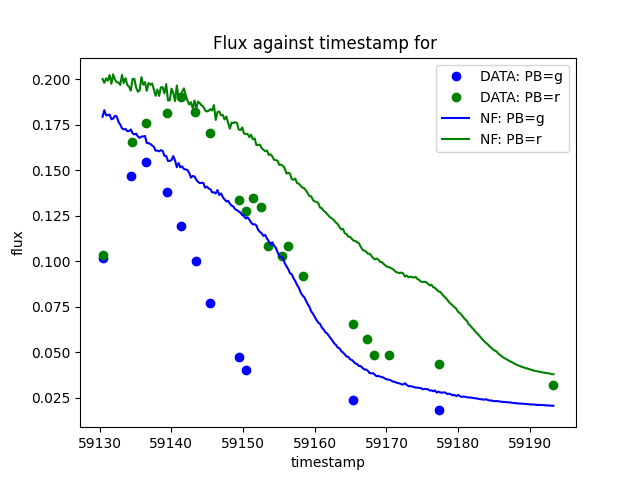 Flux against timestamp for
DATA: PB=g
DATA: PB=r
NF: PB=g
NF: PB=r
flux
0.200
0.175
0.150
0.125
0.100
0.075
0.050
0.025
59130 59140 59150 59160 59170 59180 59190
timestamp